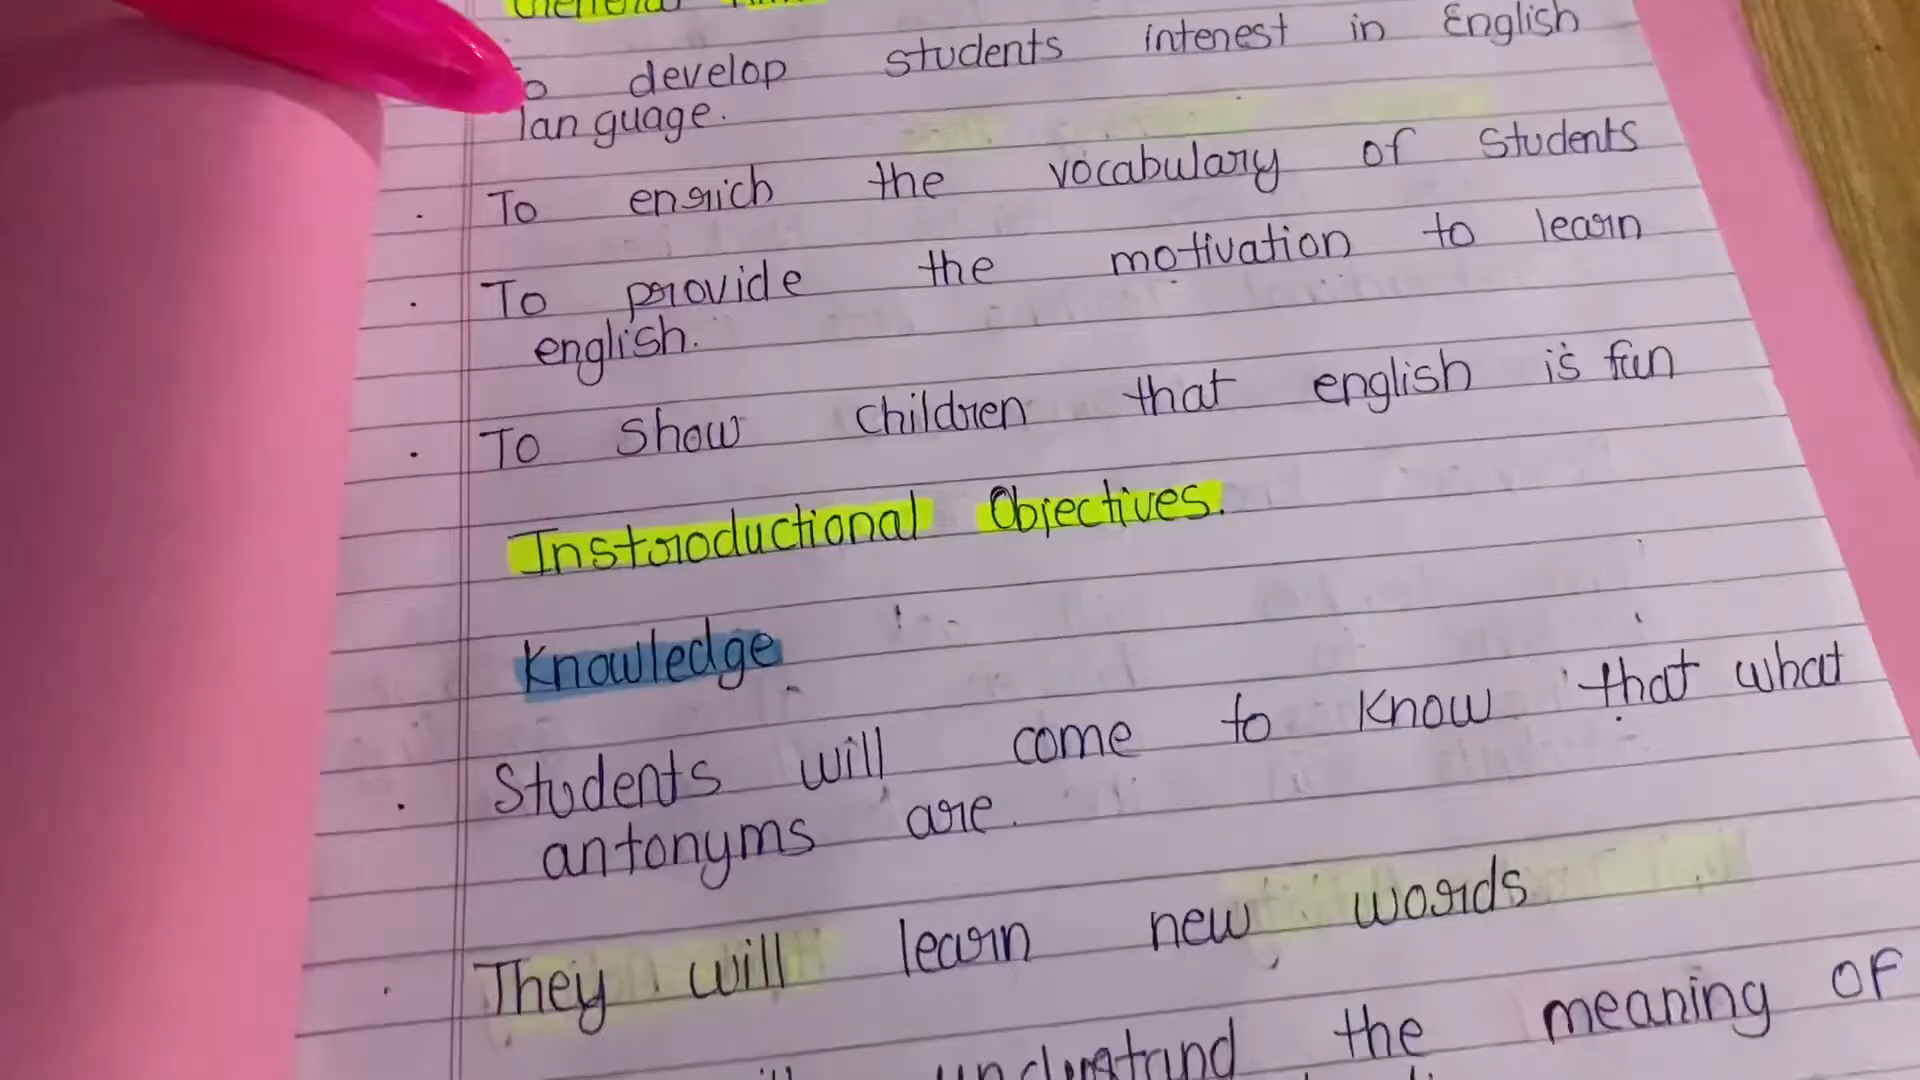 General
To develop students interest in English
language.
. To enrich the vocabulary of Students
. To provide the motivation to learn
english.
. To show children that english is fun
Instroductional Objectives.
Knowledge
. Students will come to know that what
antonyms are.
. They will learn new words
understand the meaning of